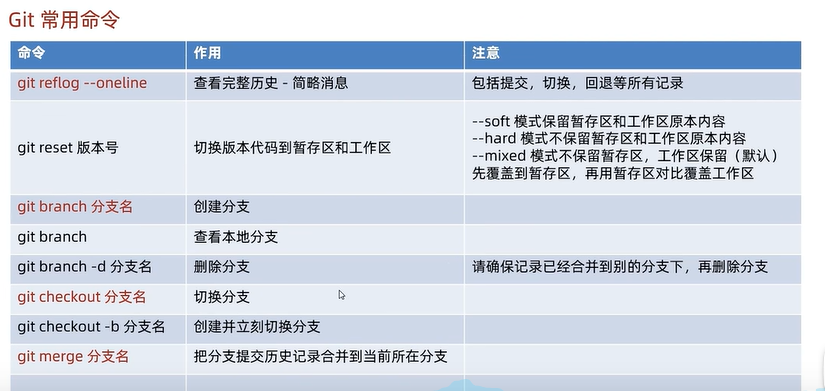 Git 常用命令
命令 作用 注意
git reflog --oneline 查看完整历史 - 简略消息 包括提交，切换，回退等所有记录
git reset 版本号 切换版本代码到暂存区和工作区
--soft 模式保留暂存区和工作区原本内容
--hard 模式不保留暂存区和工作区原本内容
--mixed 模式不保留暂存区，工作区保留（默认）
先覆盖到暂存区，再用暂存区对比覆盖工作区
git branch 分支名 创建分支
git branch 查看本地分支
git branch -d 分支名 删除分支 请确保记录已经合并到别的分支下，再删除分支
git checkout 分支名 切换分支
git checkout -b 分支名 创建并立刻切换分支
git merge 分支名 把分支提交历史记录合并到当前所在分支